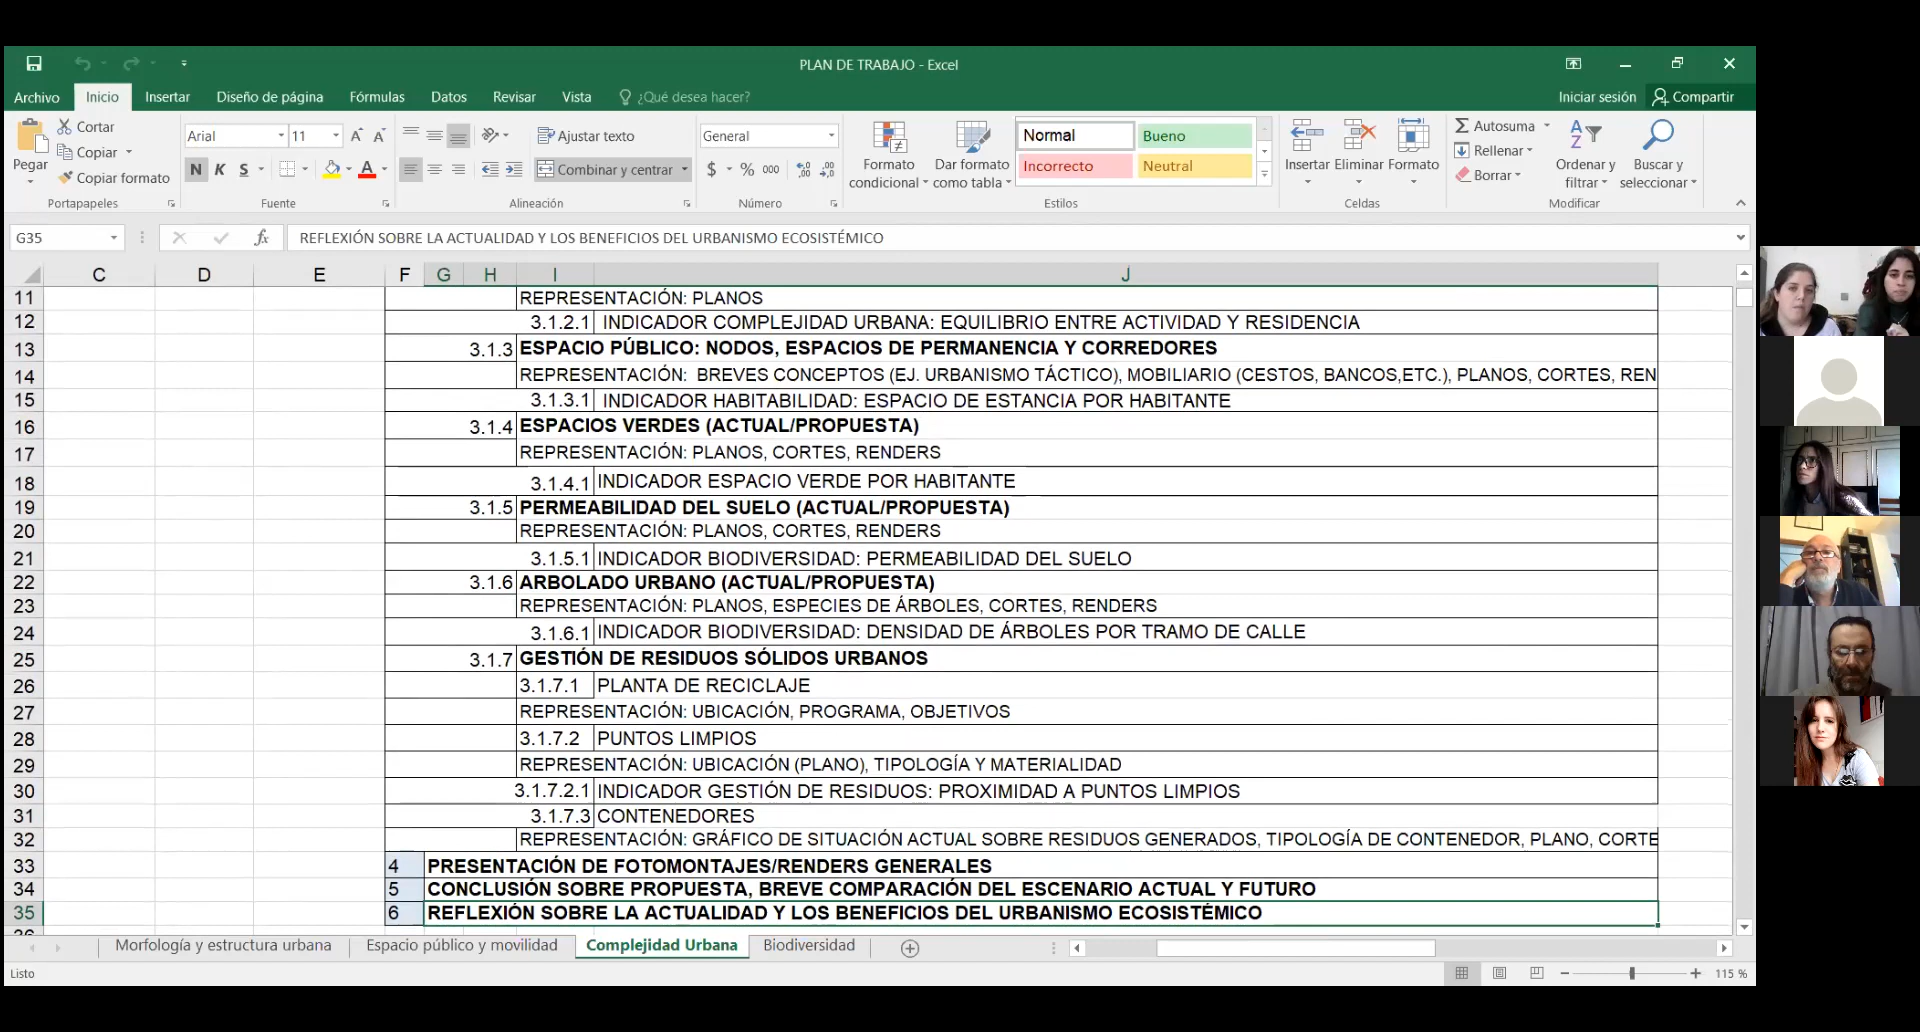 PLAN DE TRABAJO - Excel
Archivo Inicio Insertar Diseño de página Fórmulas Datos Revisar Vista ¿Qué desea hacer? Iniciar sesión Compartir
Pegar
Cortar
Copiar
Copiar formato
Portapapeles
Arial 11
N K S
Fuente
Ajustar texto
Combinar y centrar
Alineación
General
$ % 000
Número
Formato condicional
Dar formato como tabla
Normal Bueno
Incorrecto Neutral
Estilos
Insertar Eliminar Formato
Celdas
Autosuma
Rellenar
Borrar
Ordenar y filtrar
Buscar y seleccionar
Modificar
G35 fx REFLEXIÓN SOBRE LA ACTUALIDAD Y LOS BENEFICIOS DEL URBANISMO ECOSISTÉMICO
C D E F G H I J
11 REPRESENTACIÓN: PLANOS
12 3.1.2.1 INDICADOR COMPLEJIDAD URBANA: EQUILIBRIO ENTRE ACTIVIDAD Y RESIDENCIA
13 3.1.3 ESPACIO PÚBLICO: NODOS, ESPACIOS DE PERMANENCIA Y CORREDORES
14 REPRESENTACIÓN: BREVES CONCEPTOS (EJ. URBANISMO TÁCTICO), MOBILIARIO (CESTOS, BANCOS,ETC.), PLANOS, CORTES, REN
15 3.1.3.1 INDICADOR HABITABILIDAD: ESPACIO DE ESTANCIA POR HABITANTE
16 3.1.4 ESPACIOS VERDES (ACTUAL/PROPUESTA)
17 REPRESENTACIÓN: PLANOS, CORTES, RENDERS
18 3.1.4.1 INDICADOR ESPACIO VERDE POR HABITANTE
19 3.1.5 PERMEABILIDAD DEL SUELO (ACTUAL/PROPUESTA)
20 REPRESENTACIÓN: PLANOS, CORTES, RENDERS
21 3.1.5.1 INDICADOR BIODIVERSIDAD: PERMEABILIDAD DEL SUELO
22 3.1.6 ARBOLADO URBANO (ACTUAL/PROPUESTA)
23 REPRESENTACIÓN: PLANOS, ESPECIES DE ÁRBOLES, CORTES, RENDERS
24 3.1.6.1 INDICADOR BIODIVERSIDAD: DENSIDAD DE ÁRBOLES POR TRAMO DE CALLE
25 3.1.7 GESTIÓN DE RESIDUOS SÓLIDOS URBANOS
26 3.1.7.1 PLANTA DE RECICLAJE
27 REPRESENTACIÓN: UBICACIÓN, PROGRAMA, OBJETIVOS
28 3.1.7.2 PUNTOS LIMPIOS
29 REPRESENTACIÓN: UBICACIÓN (PLANO), TIPOLOGÍA Y MATERIALIDAD
30 3.1.7.2.1 INDICADOR GESTIÓN DE RESIDUOS: PROXIMIDAD A PUNTOS LIMPIOS
31 3.1.7.3 CONTENEDORES
32 REPRESENTACIÓN: GRÁFICO DE SITUACIÓN ACTUAL SOBRE RESIDUOS GENERADOS, TIPOLOGÍA DE CONTENEDOR, PLANO, CORTE
33 4 PRESENTACIÓN DE FOTOMONTAJES/RENDERS GENERALES
34 5 CONCLUSIÓN SOBRE PROPUESTA, BREVE COMPARACIÓN DEL ESCENARIO ACTUAL Y FUTURO
35 6 REFLEXIÓN SOBRE LA ACTUALIDAD Y LOS BENEFICIOS DEL URBANISMO ECOSISTÉMICO
Morfología y estructura urbana Espacio público y movilidad Complejidad Urbana Biodiversidad
Listo 115 %